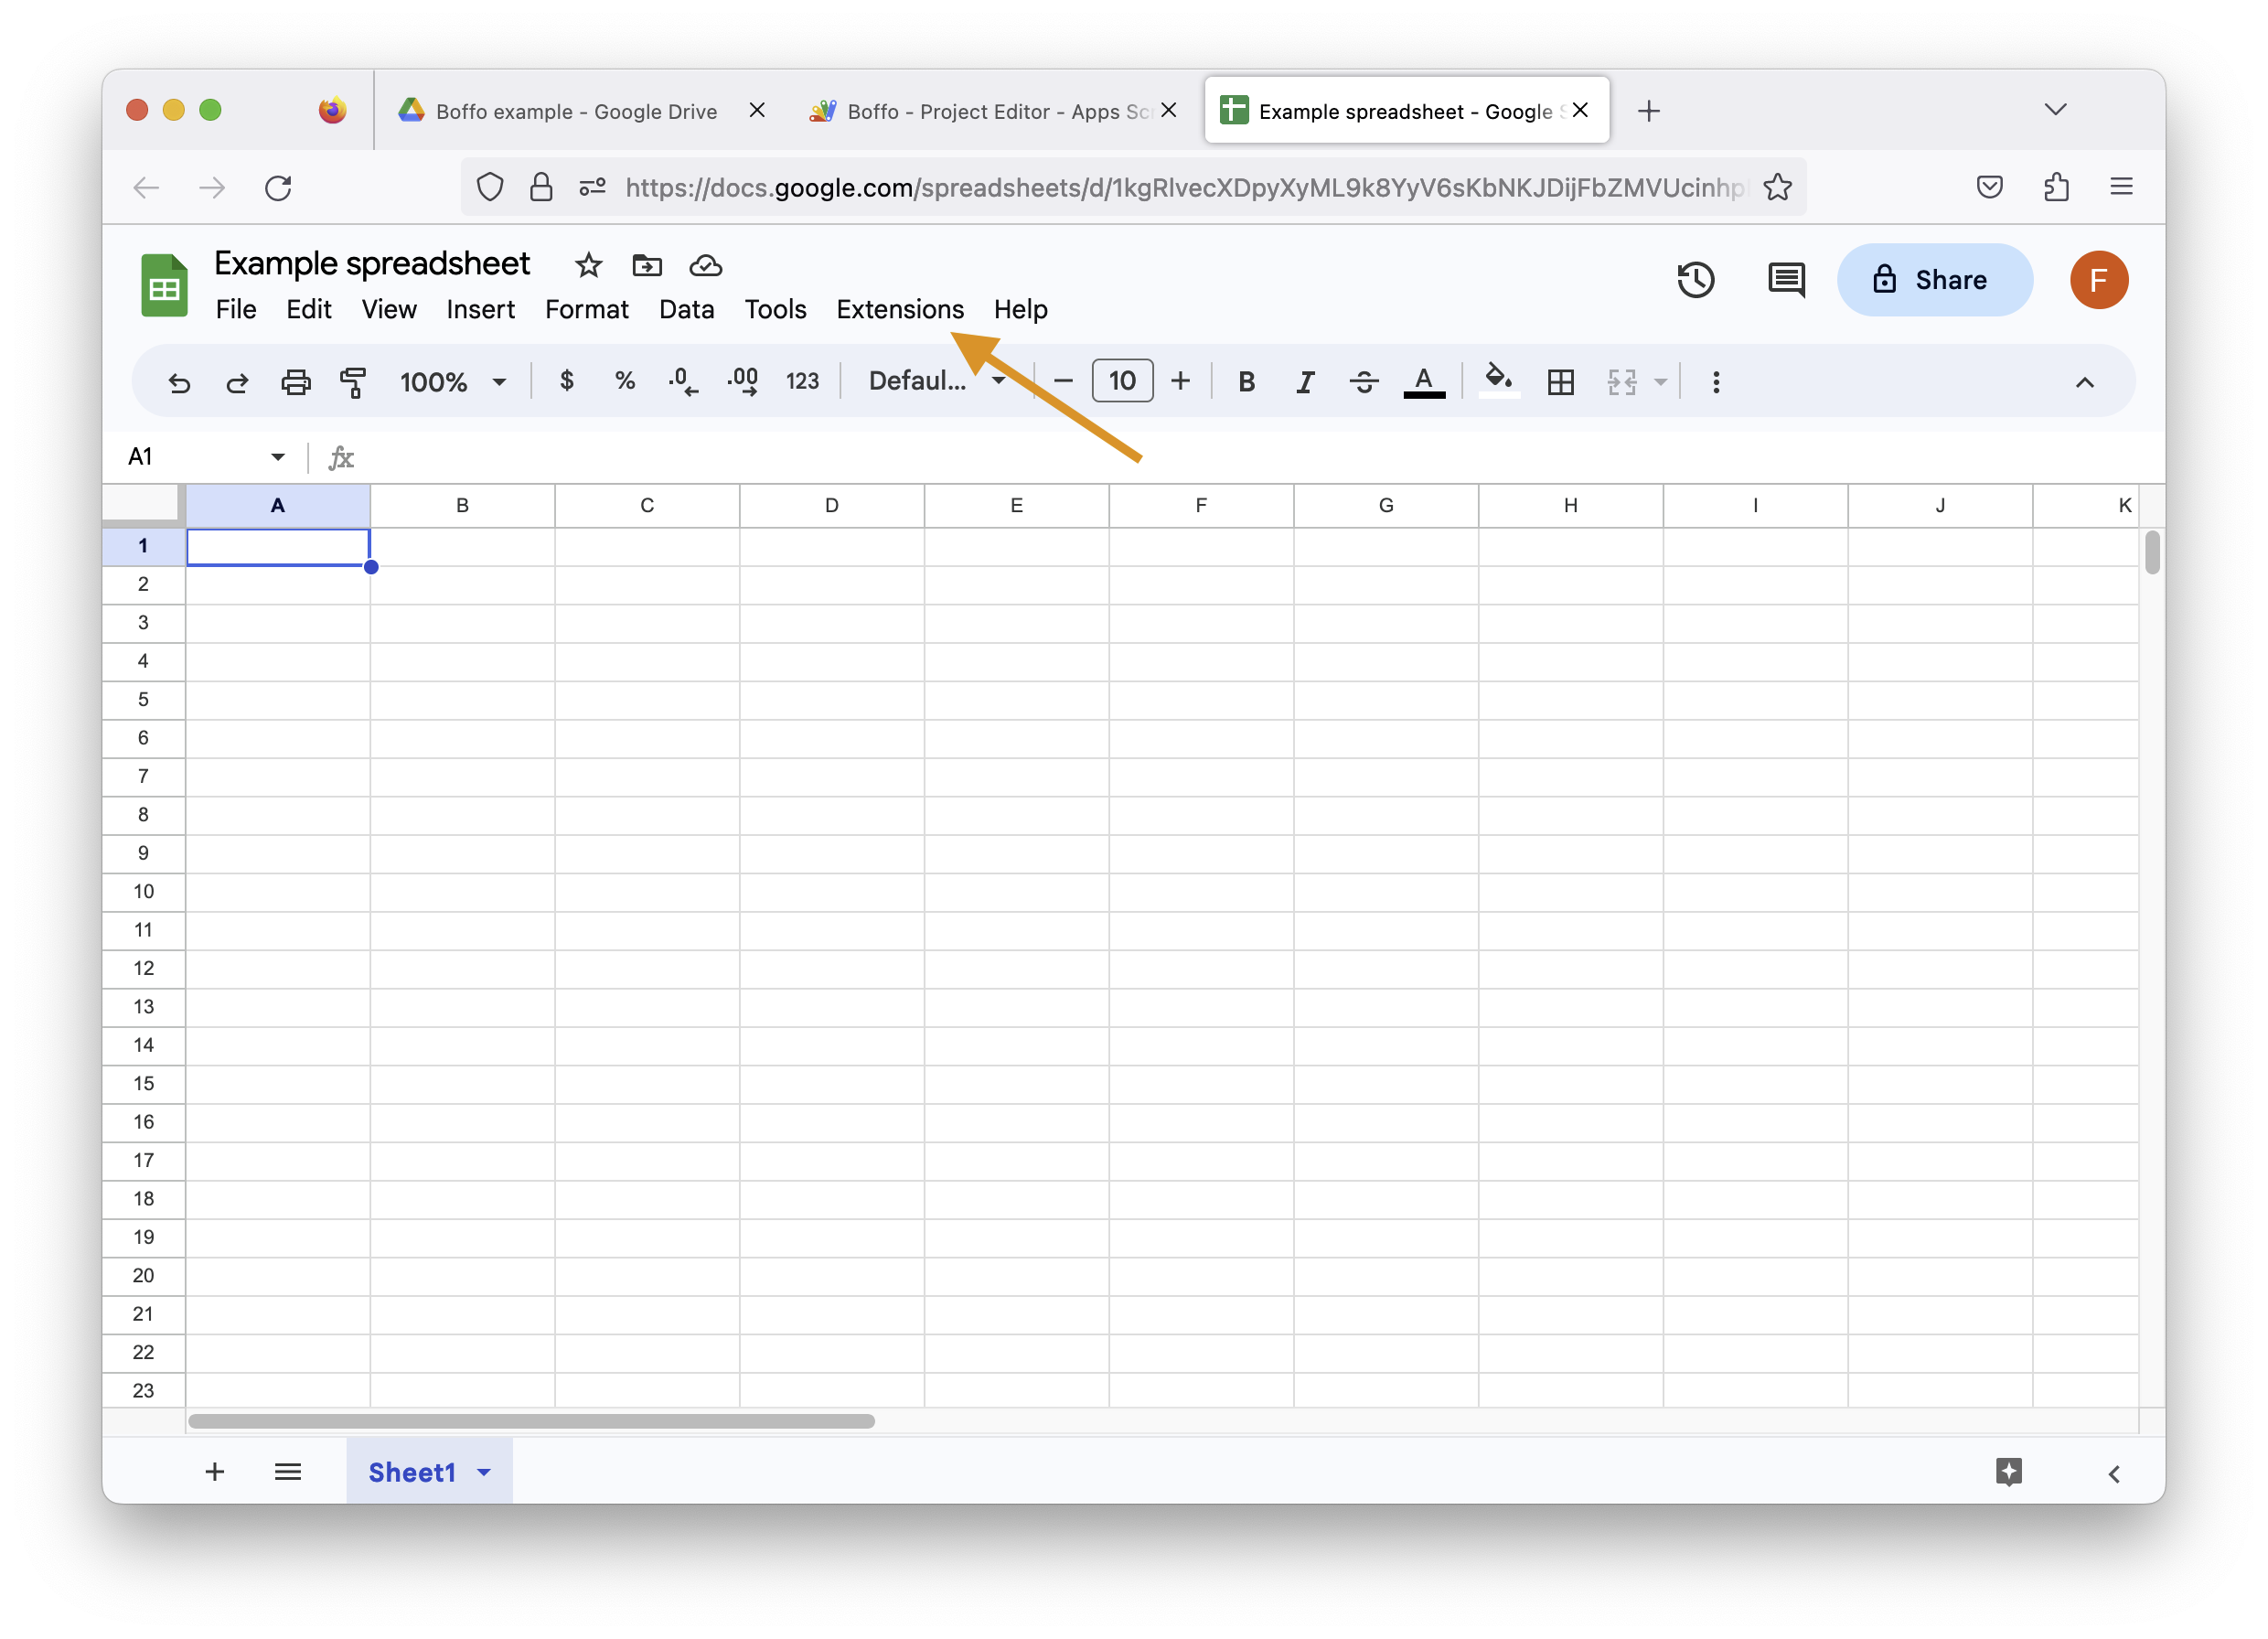 Boffo example - Google Drive
Boffo - Project Editor - Apps Sc
Example spreadsheet - Google S
https://docs.google.com/spreadsheets/d/1kgRlvecXDpyXyML9k8YyV6sKbNKJDijFbZMVUcinhp
Example spreadsheet
File Edit View Insert Format Data Tools Extensions Help
Share
F
100% $ % .0 .00 123 Defaul... 10 B I A
A1 fx
A B C D E F G H I J K
1
2
3
4
5
6
7
8
9
10
11
12
13
14
15
16
17
18
19
20
21
22
23
Sheet1